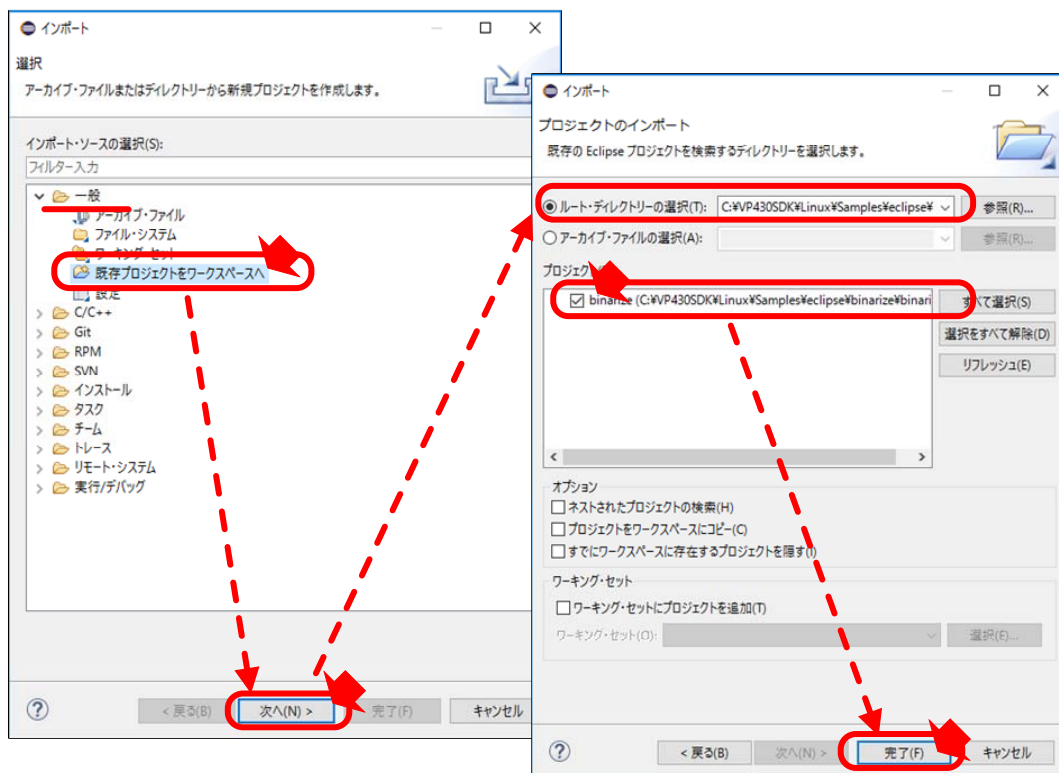 インポート
選択
アーカイブ・ファイルまたはディレクトリーから新規プロジェクトを作成します。
インポート・ソースの選択(S):
フィルター入力
一般
アーカイブ・ファイル
ファイル・システム
ワーキング・セット
既存プロジェクトをワークスペースへ
設定
C/C++
Git
RPM
SVN
インストール
タスク
チーム
トレース
リモート・システム
実行/デバッグ
< 戻る(B) 次へ(N) > 完了(F) キャンセル
インポート
プロジェクトのインポート
既存の Eclipse プロジェクトを検索するディレクトリーを選択します。
ルート・ディレクトリーの選択(T): C:¥VP430SDK¥Linux¥Samples¥eclipse¥ 参照(R)...
アーカイブ・ファイルの選択(A): 参照(R)...
プロジェクト
binarize (C:¥VP430SDK¥Linux¥Samples¥eclipse¥binarize¥binari すべて選択(S)
選択をすべて解除(D)
リフレッシュ(E)
オプション
ネストされたプロジェクトの検索(H)
プロジェクトをワークスペースにコピー(C)
すでにワークスペースに存在するプロジェクトを隠す(I)
ワーキング・セット
ワーキング・セットにプロジェクトを追加(T)
ワーキング・セット(O): 選択(E)...
< 戻る(B) 次へ(N) > 完了(F) キャンセル